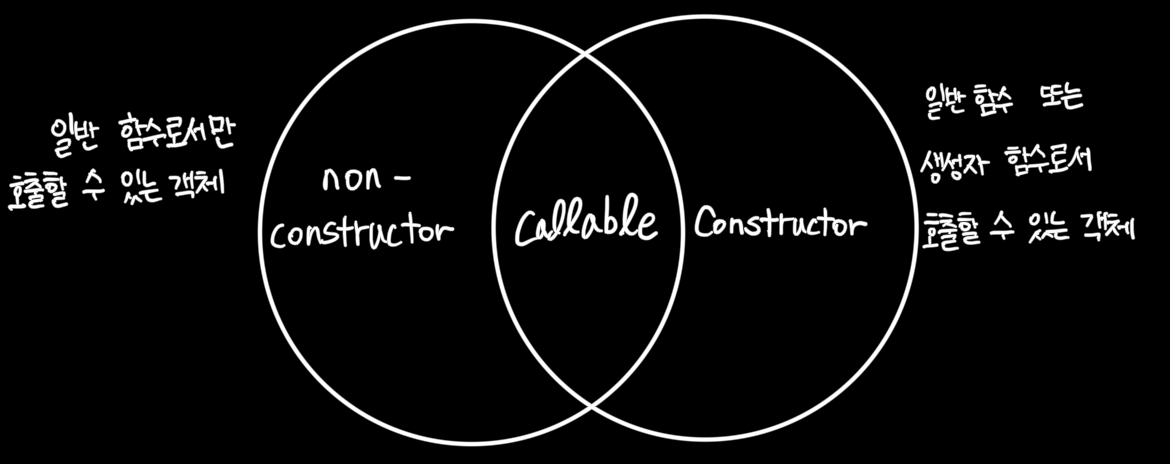 일반 함수로서만
호출할 수 있는 객체
non-
constructor
Callable
Constructor
일반 함수 또는
생성자 함수로서
호출할 수 있는 객체